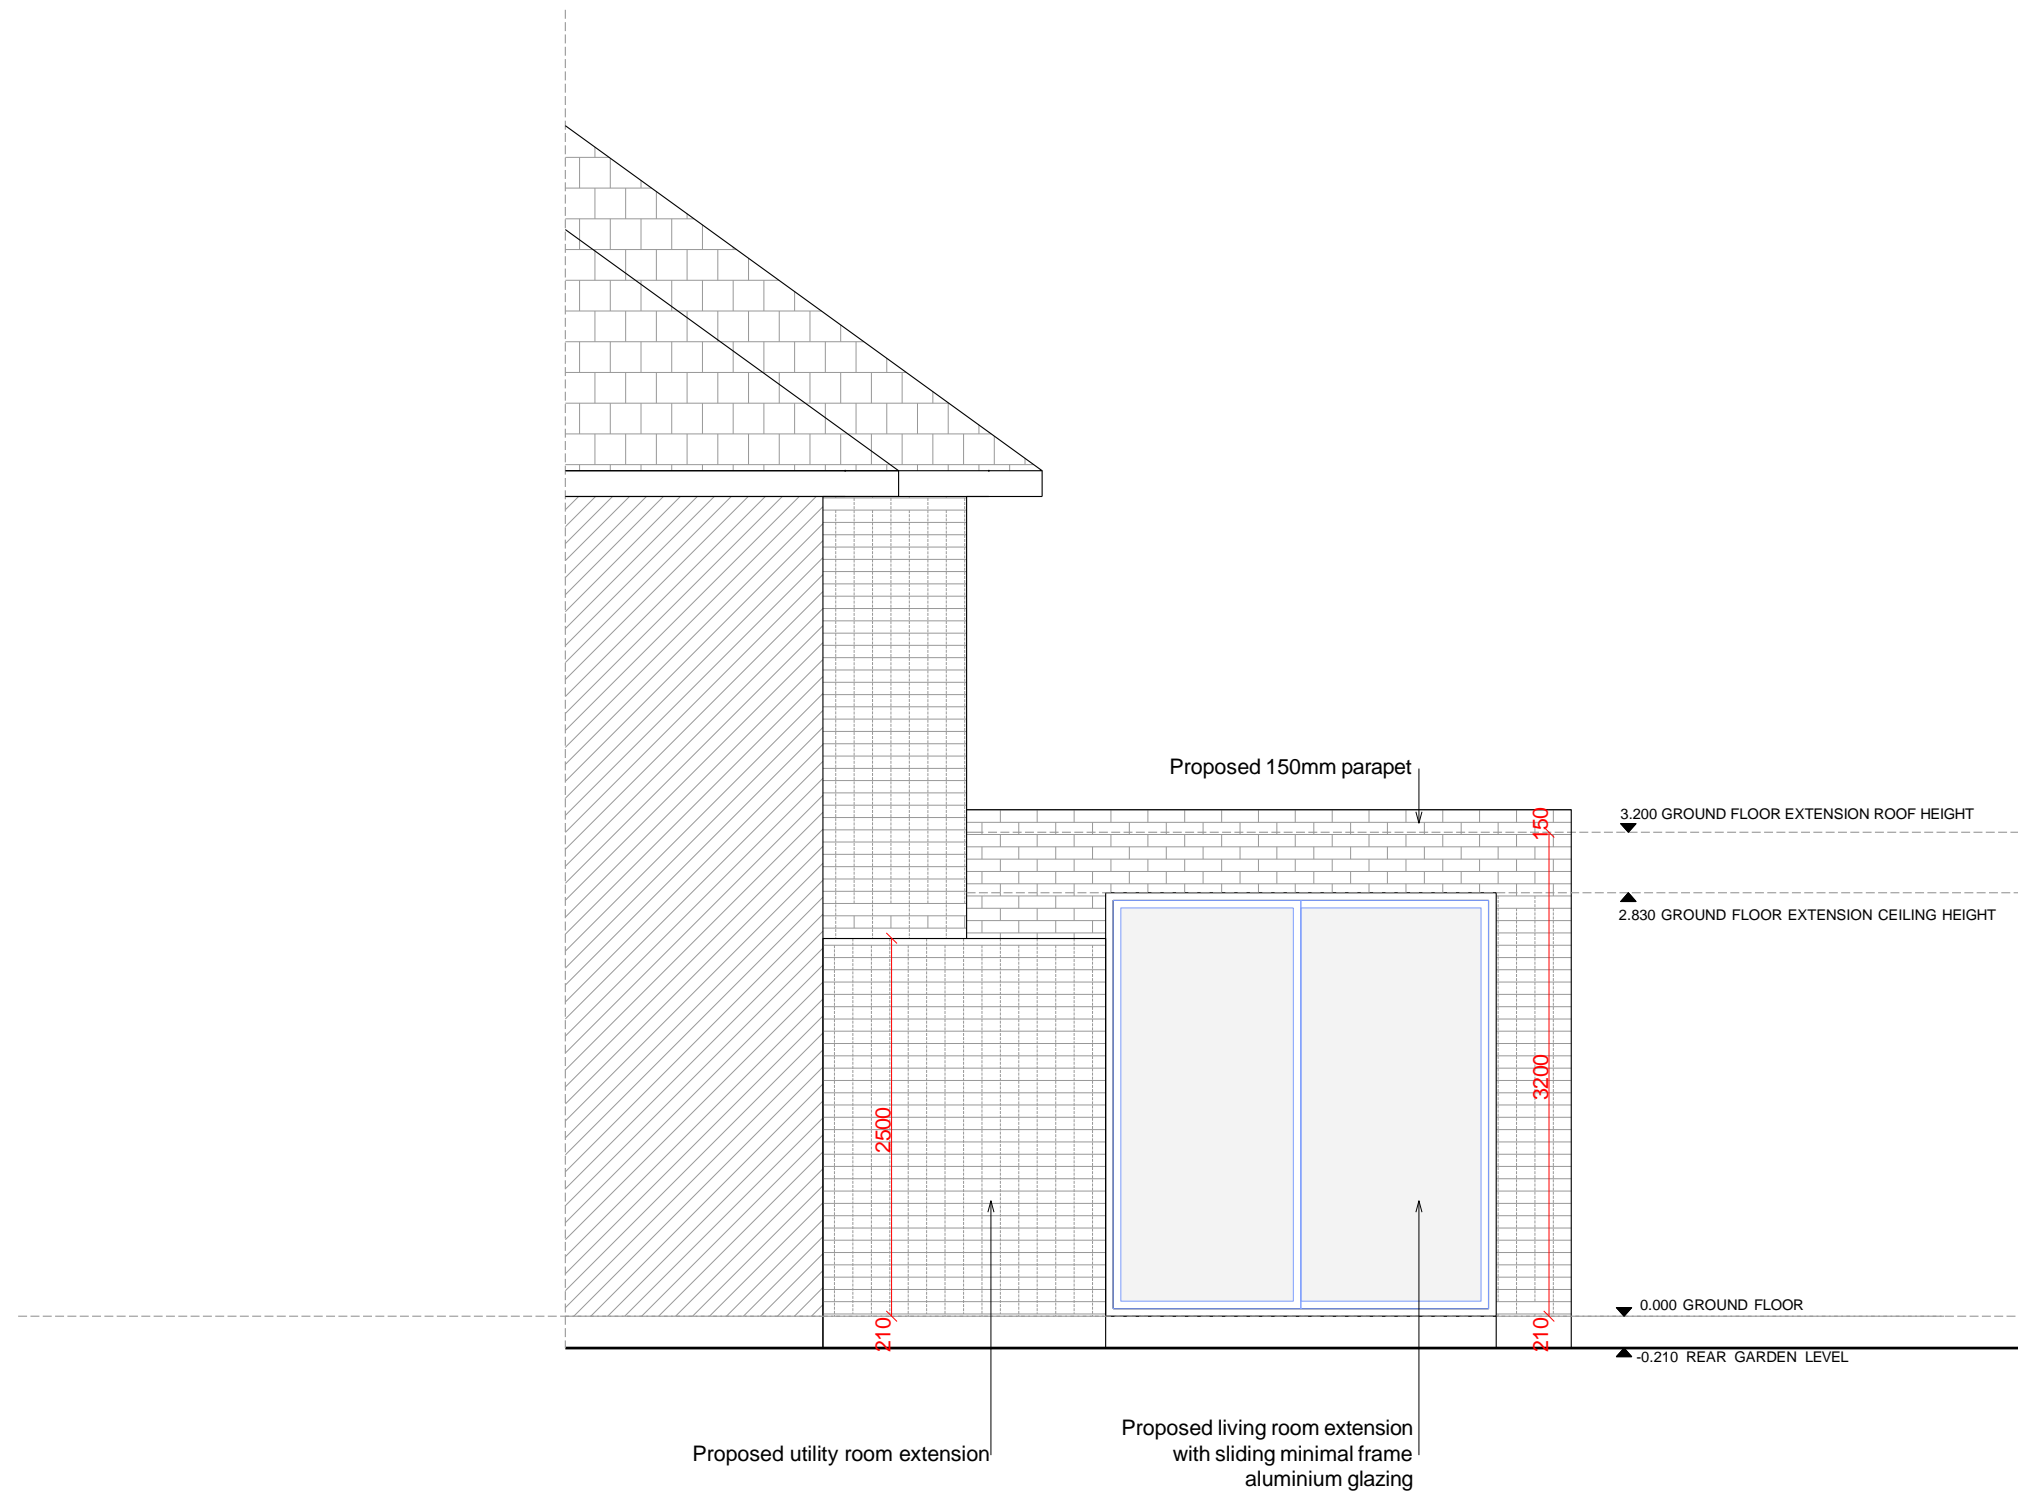 Proposed 150mm parapet
150
3.200 GROUND FLOOR EXTENSION ROOF HEIGHT
2.830 GROUND FLOOR EXTENSION CEILING HEIGHT
3200
2500
0.000 GROUND FLOOR
210
210
-0.210 REAR GARDEN LEVEL
Proposed utility room extension
Proposed living room extension
with sliding minimal frame
aluminium glazing